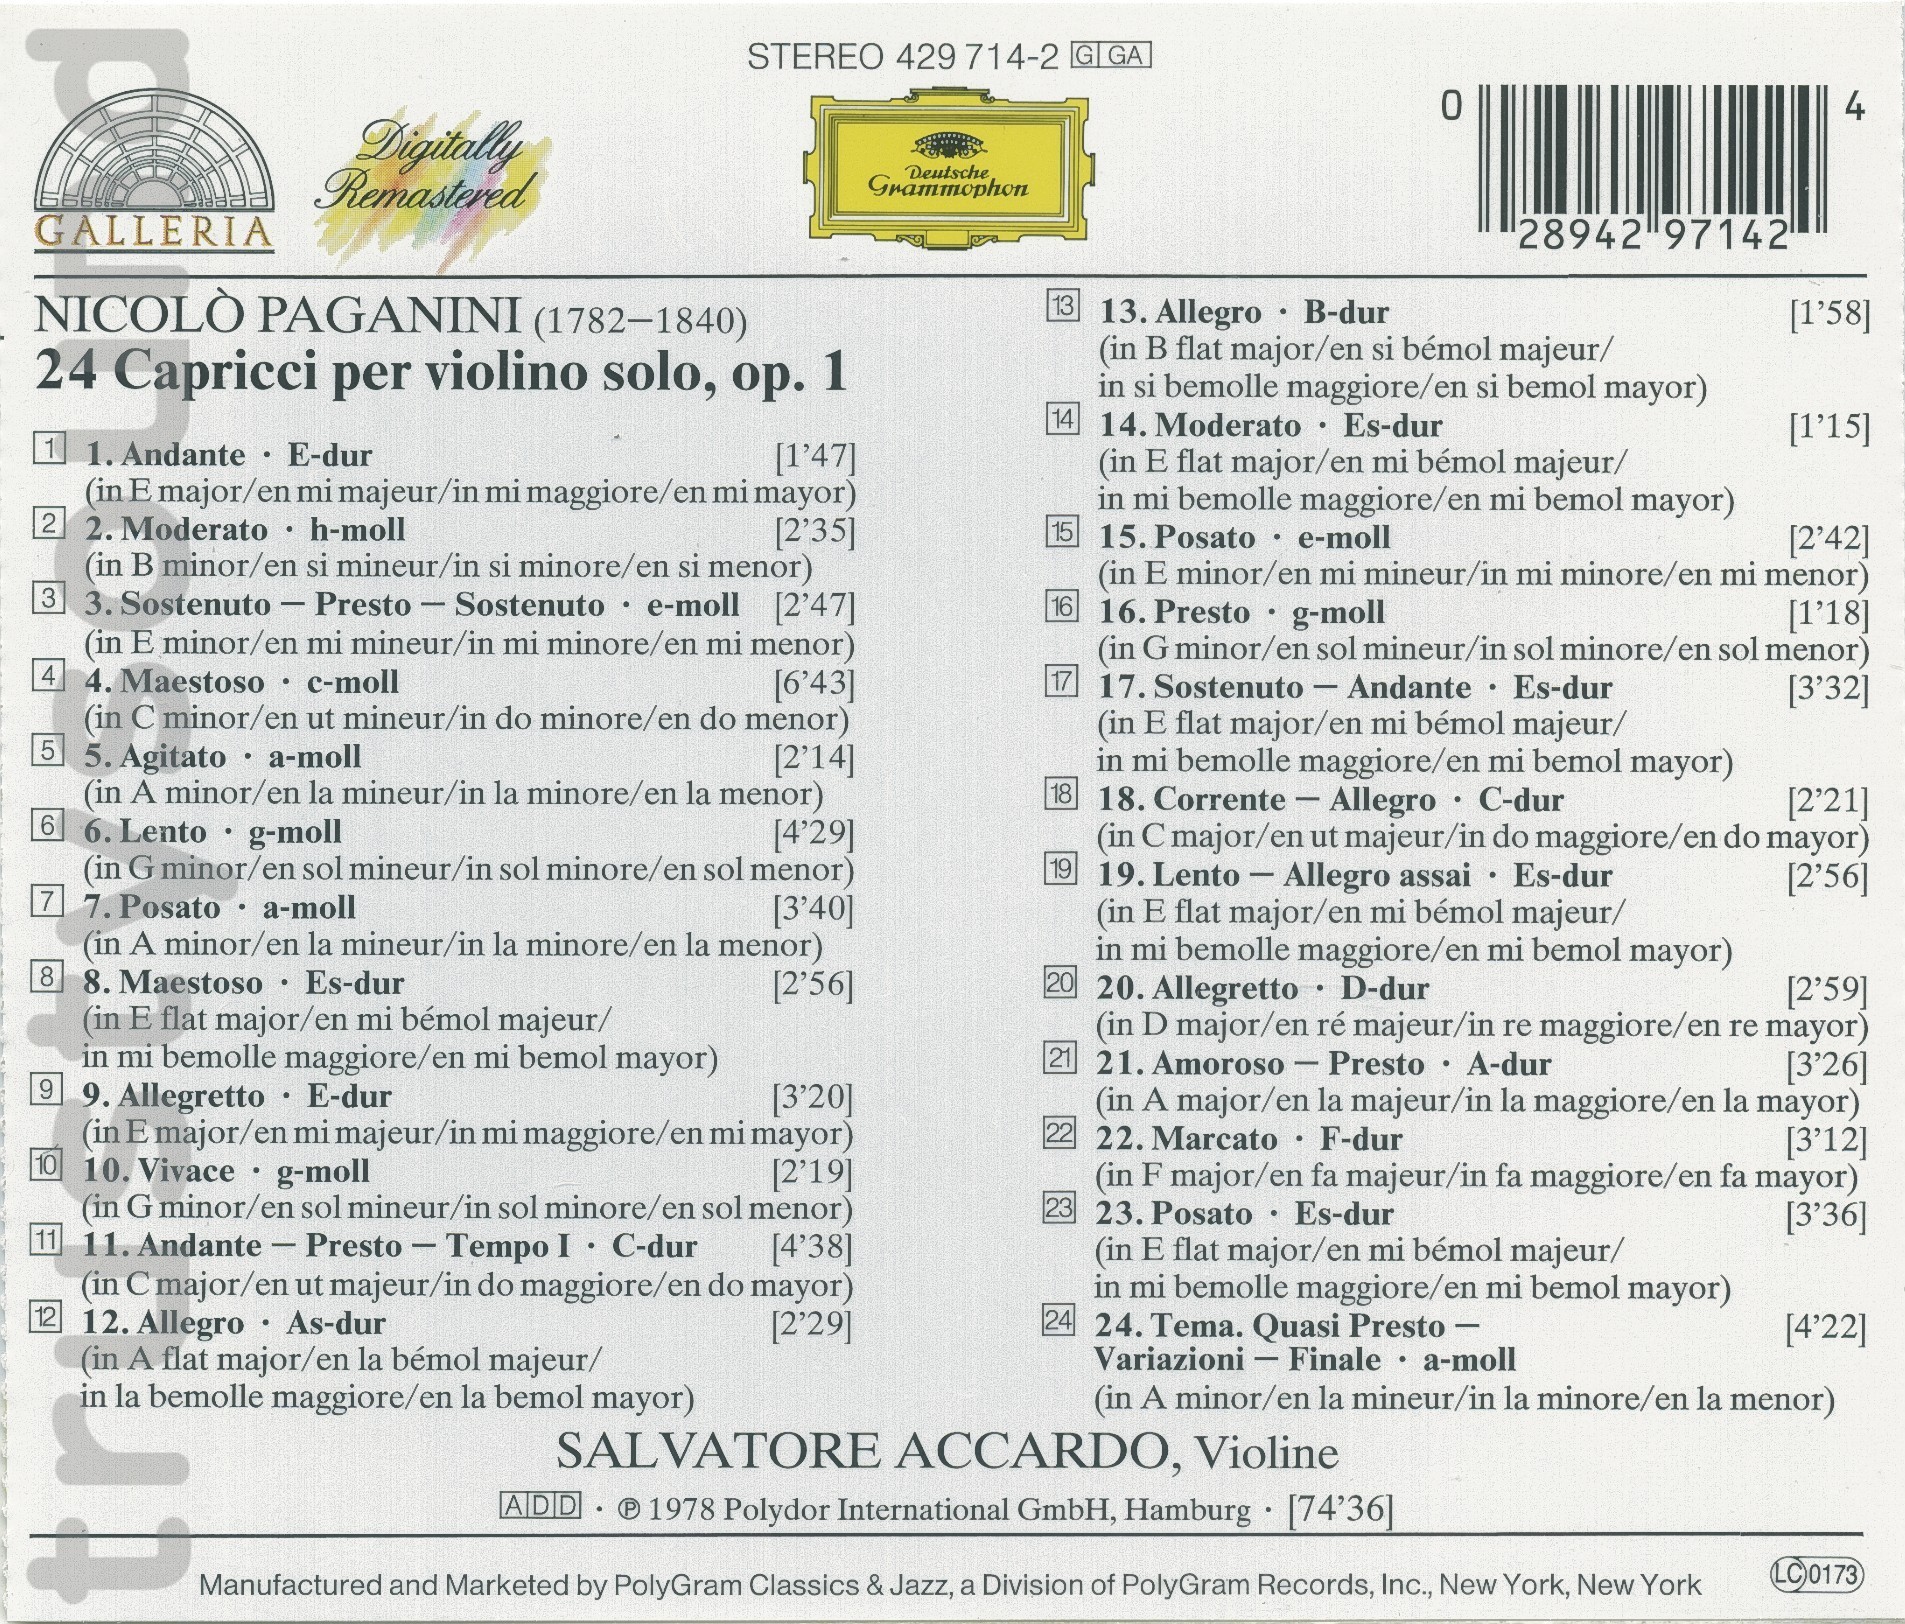 STEREO 429 714-2 G GA
GALLERIA
Digitally
Remastered
Deutsche
Grammophon
0 28942 97142 4
NICOLÒ PAGANINI (1782–1840)
24 Capricci per violino solo, op. 1
1 1. Andante · E-dur [1’47]
(in E major/en mi majeur/in mi maggiore/en mi mayor)
2 2. Moderato · h-moll [2’35]
(in B minor/en si mineur/in si minore/en si menor)
3 3. Sostenuto – Presto – Sostenuto · e-moll [2’47]
(in E minor/en mi mineur/in mi minore/en mi menor)
4 4. Maestoso · c-moll [6’43]
(in C minor/en ut mineur/in do minore/en do menor)
5 5. Agitato · a-moll [2’14]
(in A minor/en la mineur/in la minore/en la menor)
6 6. Lento · g-moll [4’29]
(in G minor/en sol mineur/in sol minore/en sol menor)
7 7. Posato · a-moll [3’40]
(in A minor/en la mineur/in la minore/en la menor)
8 8. Maestoso · Es-dur [2’56]
(in E flat major/en mi bémol majeur/
in mi bemolle maggiore/en mi bemol mayor)
9 9. Allegretto · E-dur [3’20]
(in E major/en mi majeur/in mi maggiore/en mi mayor)
10 10. Vivace · g-moll [2’19]
(in G minor/en sol mineur/in sol minore/en sol menor)
11 11. Andante – Presto – Tempo I · C-dur [4’38]
(in C major/en ut majeur/in do maggiore/en do mayor)
12 12. Allegro · As-dur [2’29]
(in A flat major/en la bémol majeur/
in la bemolle maggiore/en la bemol mayor)
13 13. Allegro · B-dur [1’58]
(in B flat major/en si bémol majeur/
in si bemolle maggiore/en si bemol mayor)
14 14. Moderato · Es-dur [1’15]
(in E flat major/en mi bémol majeur/
in mi bemolle maggiore/en mi bemol mayor)
15 15. Posato · e-moll [2’42]
(in E minor/en mi mineur/in mi minore/en mi menor)
16 16. Presto · g-moll [1’18]
(in G minor/en sol mineur/in sol minore/en sol menor)
17 17. Sostenuto – Andante · Es-dur [3’32]
(in E flat major/en mi bémol majeur/
in mi bemolle maggiore/en mi bemol mayor)
18 18. Corrente – Allegro · C-dur [2’21]
(in C major/en ut majeur/in do maggiore/en do mayor)
19 19. Lento – Allegro assai · Es-dur [2’56]
(in E flat major/en mi bémol majeur/
in mi bemolle maggiore/en mi bemol mayor)
20 20. Allegretto · D-dur [2’59]
(in D major/en ré majeur/in re maggiore/en re mayor)
21 21. Amoroso – Presto · A-dur [3’26]
(in A major/en la majeur/in la maggiore/en la mayor)
22 22. Marcato · F-dur [3’12]
(in F major/en fa majeur/in fa maggiore/en fa mayor)
23 23. Posato · Es-dur [3’36]
(in E flat major/en mi bémol majeur/
in mi bemolle maggiore/en mi bemol mayor)
24 24. Tema. Quasi Presto – [4’22]
Variazioni – Finale · a-moll
(in A minor/en la mineur/in la minore/en la menor)
SALVATORE ACCARDO, Violine
ADD · ℗ 1978 Polydor International GmbH, Hamburg · [74’36]
Manufactured and Marketed by PolyGram Classics & Jazz, a Division of PolyGram Records, Inc., New York, New York
LC 0173
trustysound